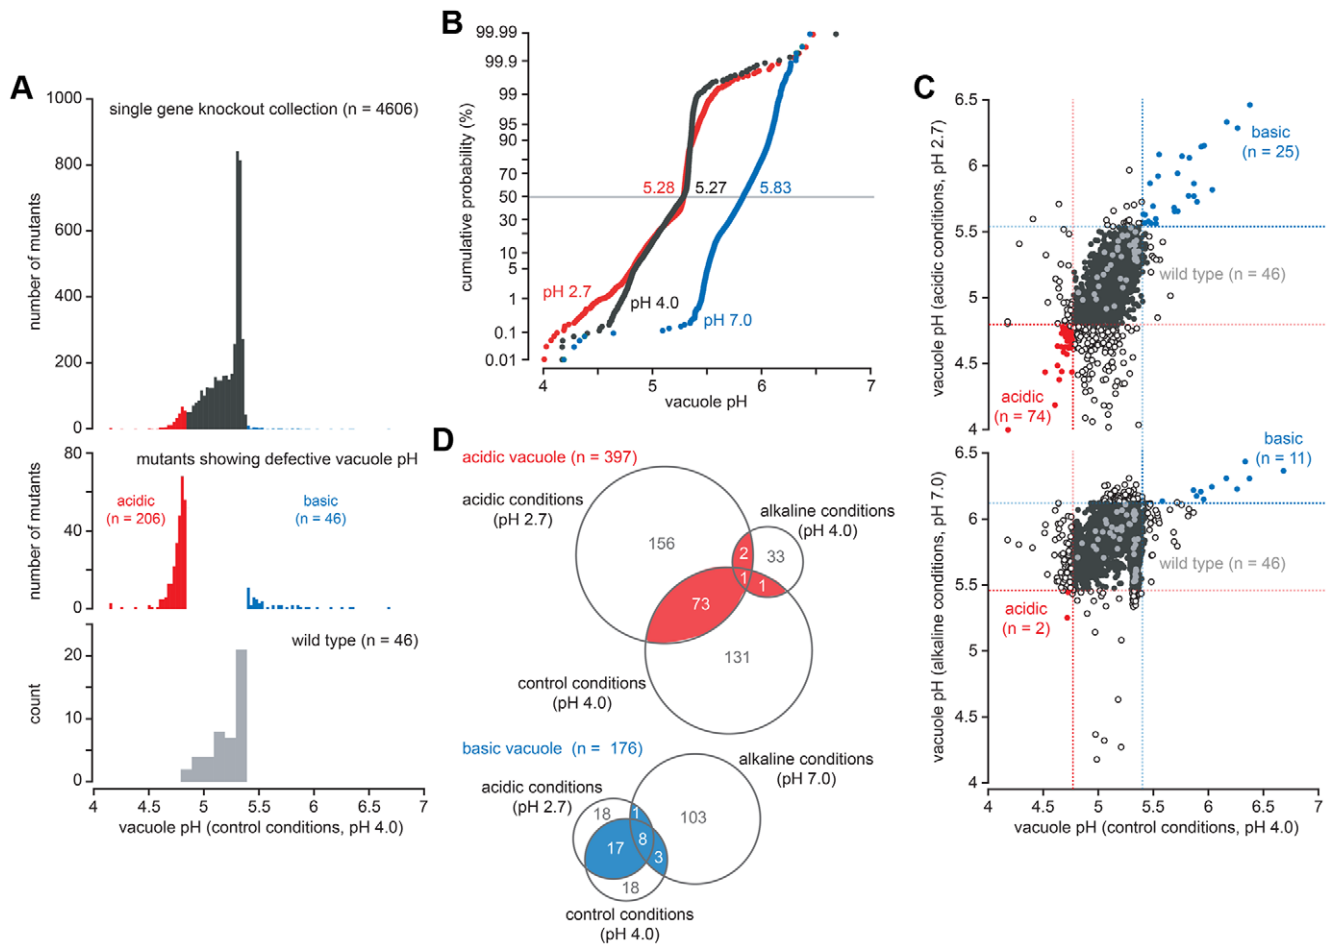 A
single gene knockout collection (n = 4606)
number of mutants
1000
800
600
400
200
0
mutants showing defective vacuole pH
number of mutants
80
40
0
acidic
(n = 206)
basic
(n = 46)
wild type (n = 46)
count
20
10
0
4
4.5
5
5.5
6
6.5
7
vacuole pH (control conditions, pH 4.0)
B
cumulative probability (%)
99.99
99.9
99
95
90
70
50
30
10
5
1
0.1
0.01
5.28
5.27
5.83
pH 2.7
pH 4.0
pH 7.0
4
5
6
7
vacuole pH
C
vacuole pH (acidic conditions, pH 2.7)
6.5
6
5.5
5
4.5
4
basic
(n = 25)
wild type (n = 46)
acidic
(n = 74)
vacuole pH (alkaline conditions, pH 7.0)
6.5
6
5.5
5
4.5
4
basic
(n = 11)
wild type (n = 46)
acidic
(n = 2)
4
4.5
5
5.5
6
6.5
7
vacuole pH (control conditions, pH 4.0)
D
acidic vacuole (n = 397)
acidic conditions
(pH 2.7)
alkaline conditions
(pH 4.0)
156
2
33
1
1
73
131
control conditions
(pH 4.0)
basic vacuole (n = 176)
alkaline conditions
(pH 7.0)
acidic conditions
(pH 2.7)
18
1
103
17
8
3
18
control conditions
(pH 4.0)